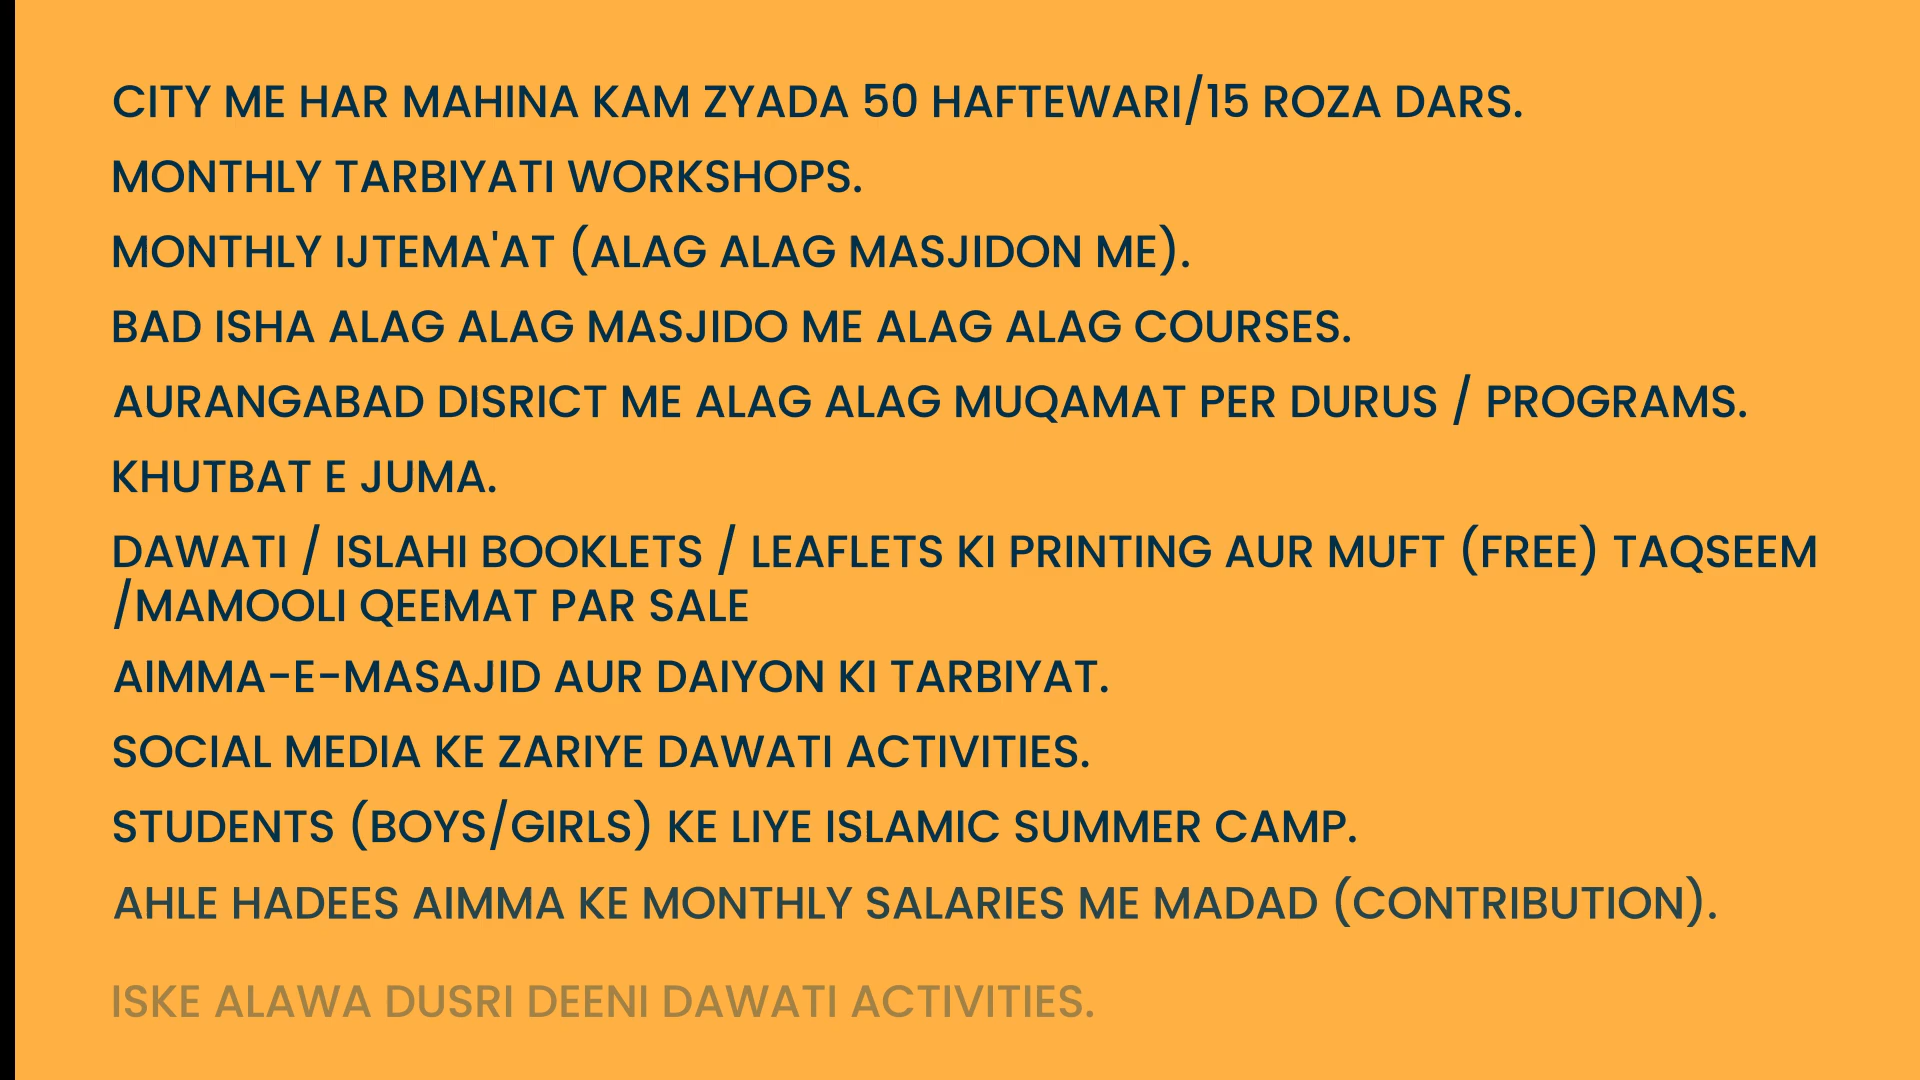 CITY ME HAR MAHINA KAM ZYADA 50 HAFTEWARI/15 ROZA DARS.
MONTHLY TARBIYATI WORKSHOPS.
MONTHLY IJTEMA'AT (ALAG ALAG MASJIDON ME).
BAD ISHA ALAG ALAG MASJIDO ME ALAG ALAG COURSES.
AURANGABAD DISRICT ME ALAG ALAG MUQAMAT PER DURUS / PROGRAMS.
KHUTBAT E JUMA.
DAWATI / ISLAHI BOOKLETS / LEAFLETS KI PRINTING AUR MUFT (FREE) TAQSEEM
/MAMOOLI QEEMAT PAR SALE
AIMMA-E-MASAJID AUR DAIYON KI TARBIYAT.
SOCIAL MEDIA KE ZARIYE DAWATI ACTIVITIES.
STUDENTS (BOYS/GIRLS) KE LIYE ISLAMIC SUMMER CAMP.
AHLE HADEES AIMMA KE MONTHLY SALARIES ME MADAD (CONTRIBUTION).
ISKE ALAWA DUSRI DEENI DAWATI ACTIVITIES.